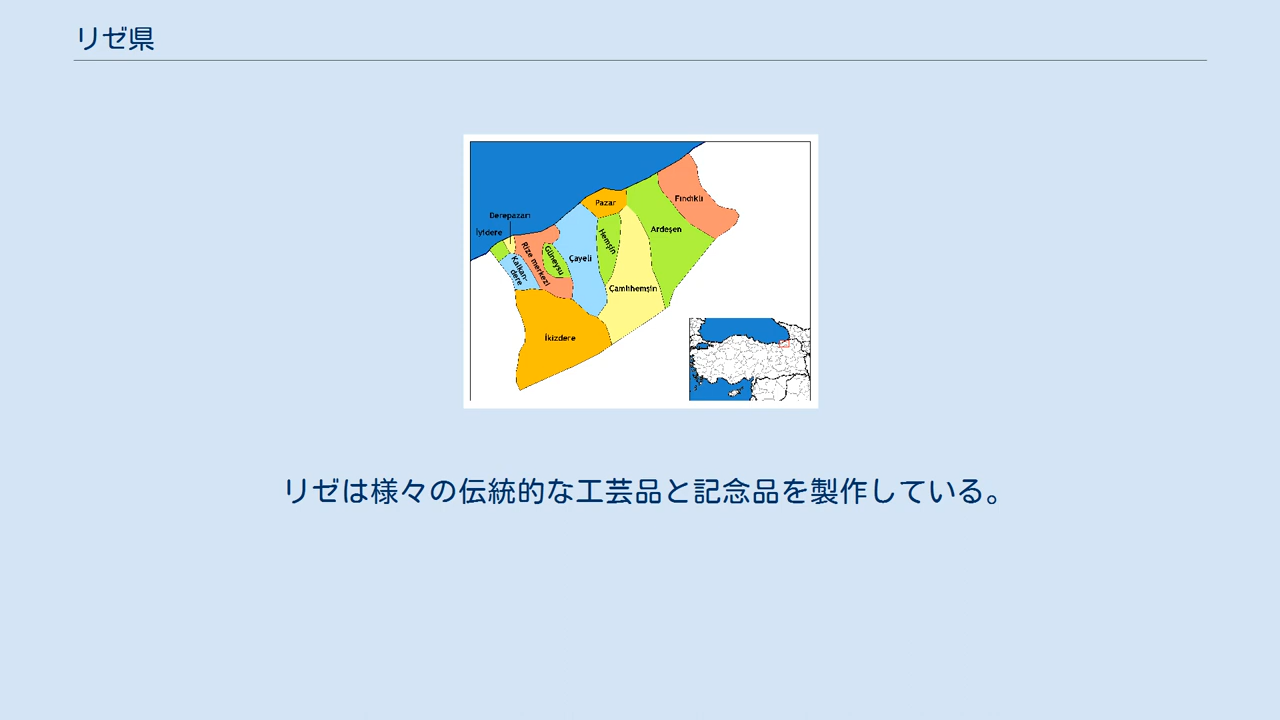 リゼ県
Fındıklı
Pazar
Derepazarı
Ardeşen
İyidere
Hemşin
Rize merkezi
Güneysu
Çayeli
Kalkan-
dere
Çamlıhemşin
İkizdere
リゼは様々の伝統的な工芸品と記念品を製作している。